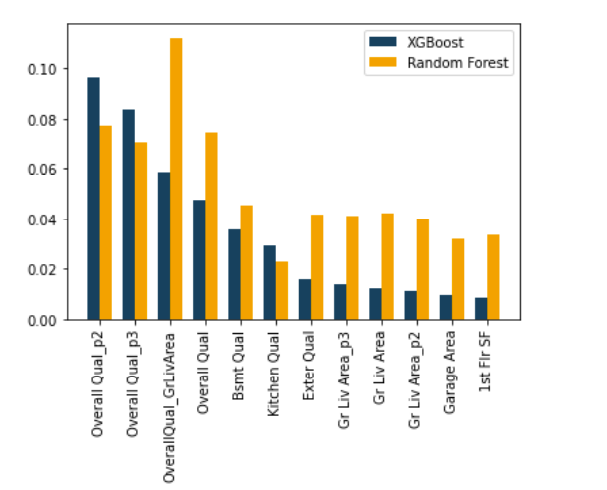 XGBoost
Random Forest
0.10
0.08
0.06
0.04
0.02
0.00
Overall Qual_p2
Overall Qual_p3
OverallQual_GrLivArea
Overall Qual
Bsmt Qual
Kitchen Qual
Exter Qual
Gr Liv Area_p3
Gr Liv Area
Gr Liv Area_p2
Garage Area
1st Flr SF